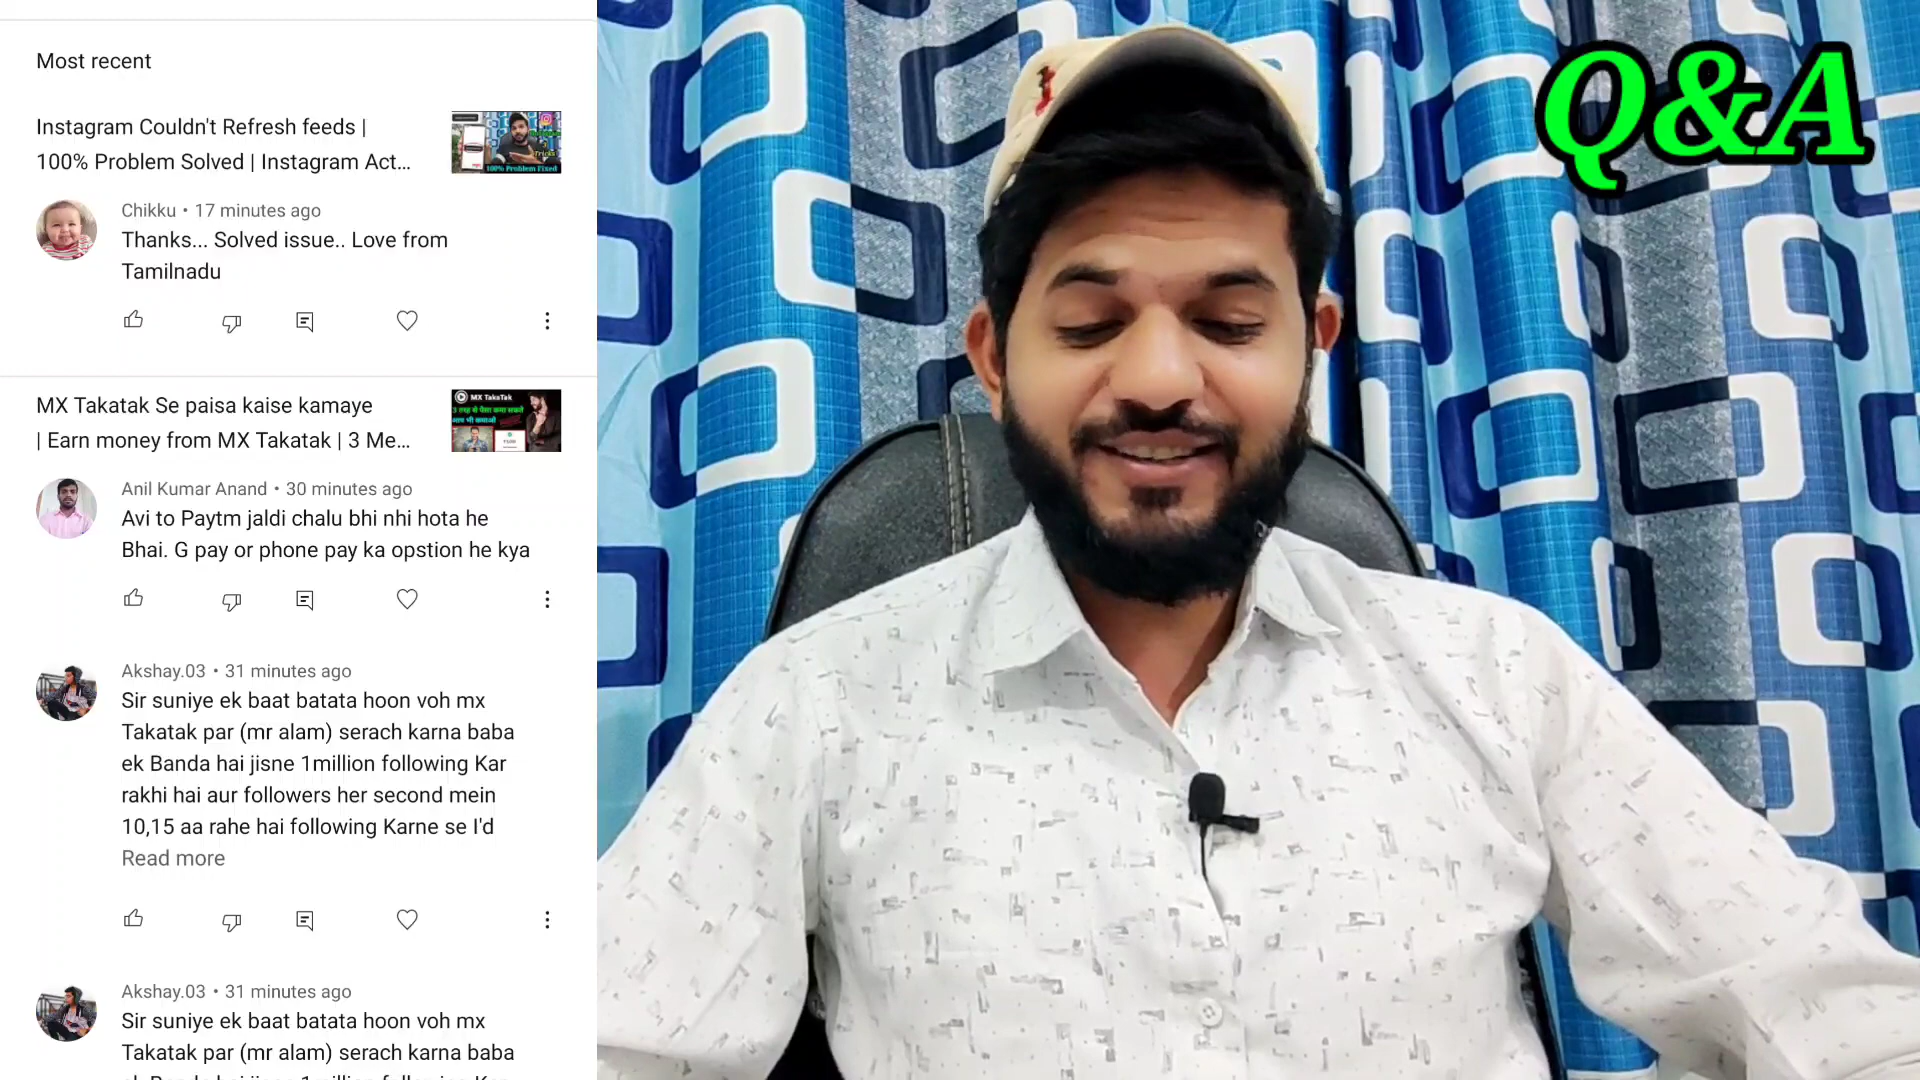 Most recent
Instagram Couldn't Refresh feeds |
100% Problem Solved | Instagram Act...
100% Problem Fixed
Chikku • 17 minutes ago
Thanks... Solved issue.. Love from
Tamilnadu
MX Takatak Se paisa kaise kamaye
| Earn money from MX Takatak | 3 Me...
MX TakaTak
Anil Kumar Anand • 30 minutes ago
Avi to Paytm jaldi chalu bhi nhi hota he
Bhai. G pay or phone pay ka opstion he kya
Akshay.03 • 31 minutes ago
Sir suniye ek baat batata hoon voh mx
Takatak par (mr alam) serach karna baba
ek Banda hai jisne 1million following Kar
rakhi hai aur followers her second mein
10,15 aa rahe hai following Karne se I'd
Read more
Akshay.03 • 31 minutes ago
Sir suniye ek baat batata hoon voh mx
Takatak par (mr alam) serach karna baba
Q&A